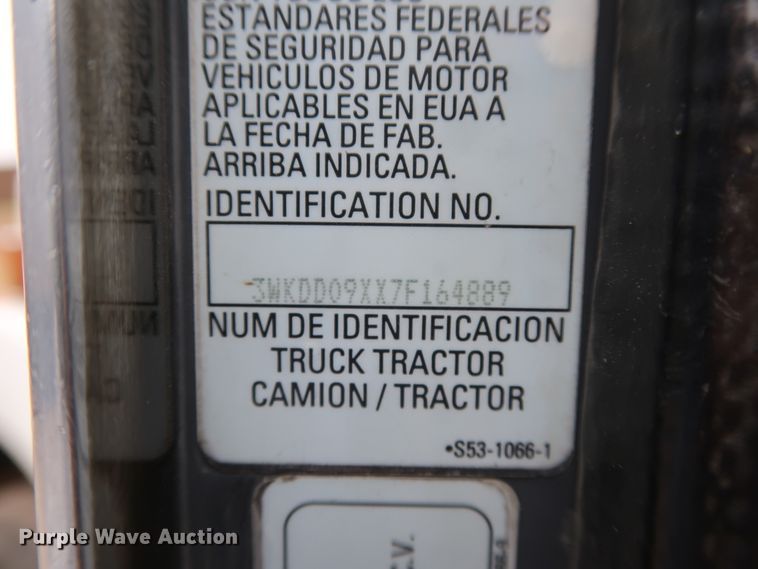 ESTANDARES FEDERALES
DE SEGURIDAD PARA
VEHICULOS DE MOTOR
APLICABLES EN EUA A
LA FECHA DE FAB.
ARRIBA INDICADA.
IDENTIFICATION NO.
3WKDD09XX7F164889
NUM DE IDENTIFICACION
TRUCK TRACTOR
CAMION / TRACTOR
•S53-1066-1
C.V.
Purple Wave Auction